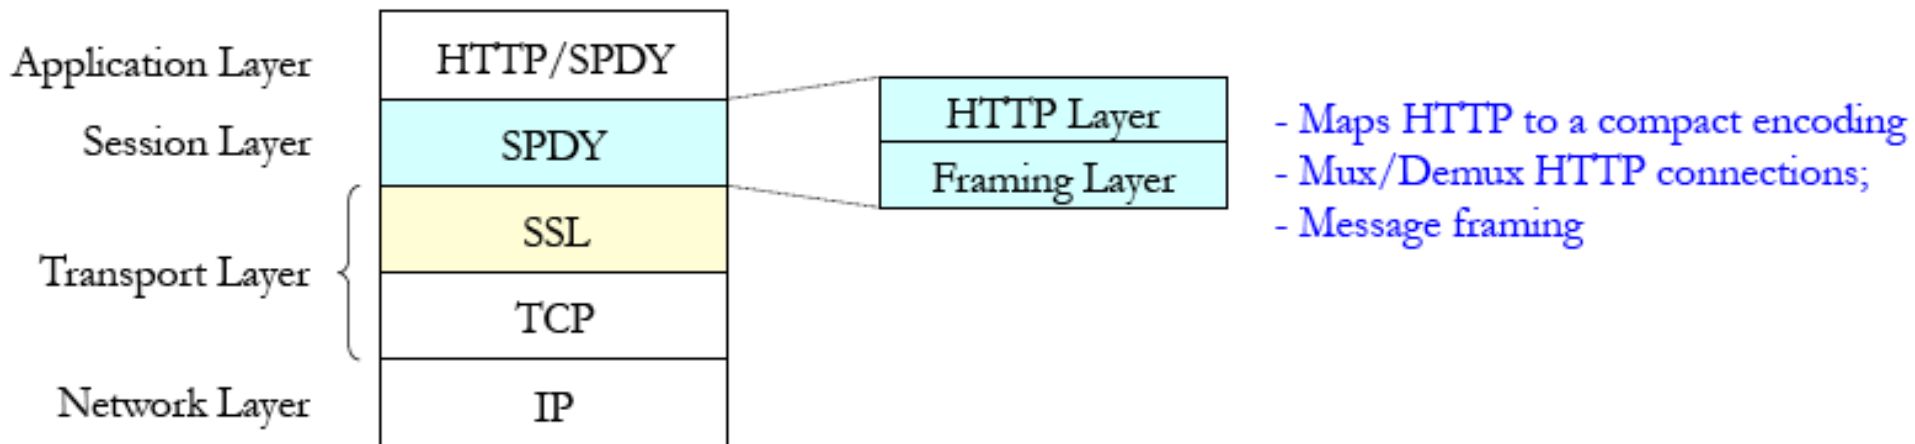 Application Layer
HTTP/SPDY
Session Layer
SPDY
HTTP Layer
Framing Layer
- Maps HTTP to a compact encoding
- Mux/Demux HTTP connections;
- Message framing
Transport Layer
SSL
TCP
Network Layer
IP